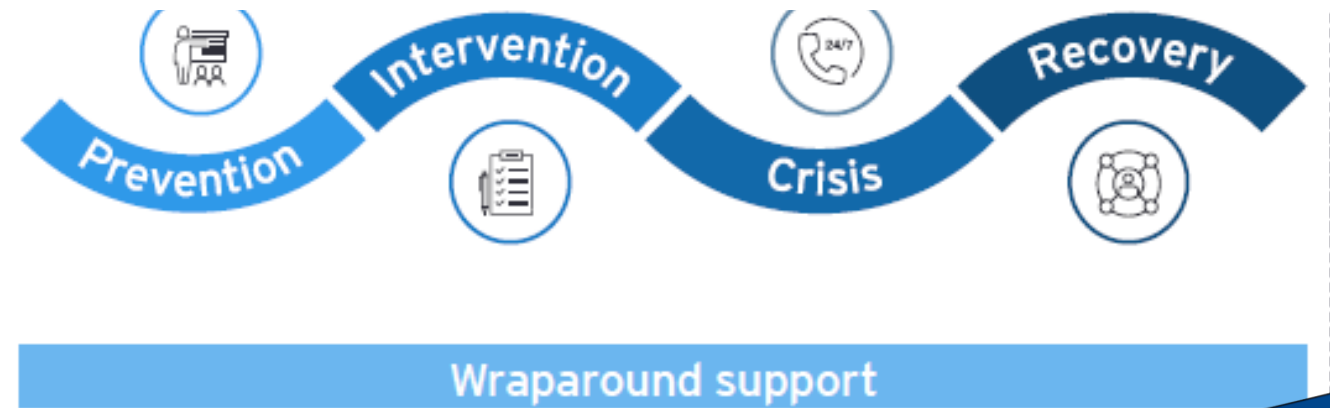 Prevention
Intervention
24/7
Crisis
Recovery
Wraparound support